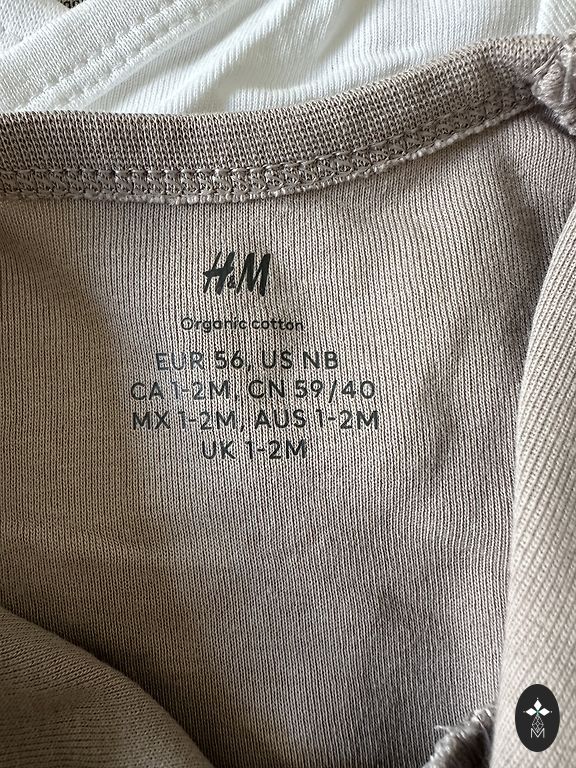 H&M
Organic cotton
EUR 56, US NB
CA 1-2M, CN 59/40
MX 1-2M, AUS 1-2M
UK 1-2M
M